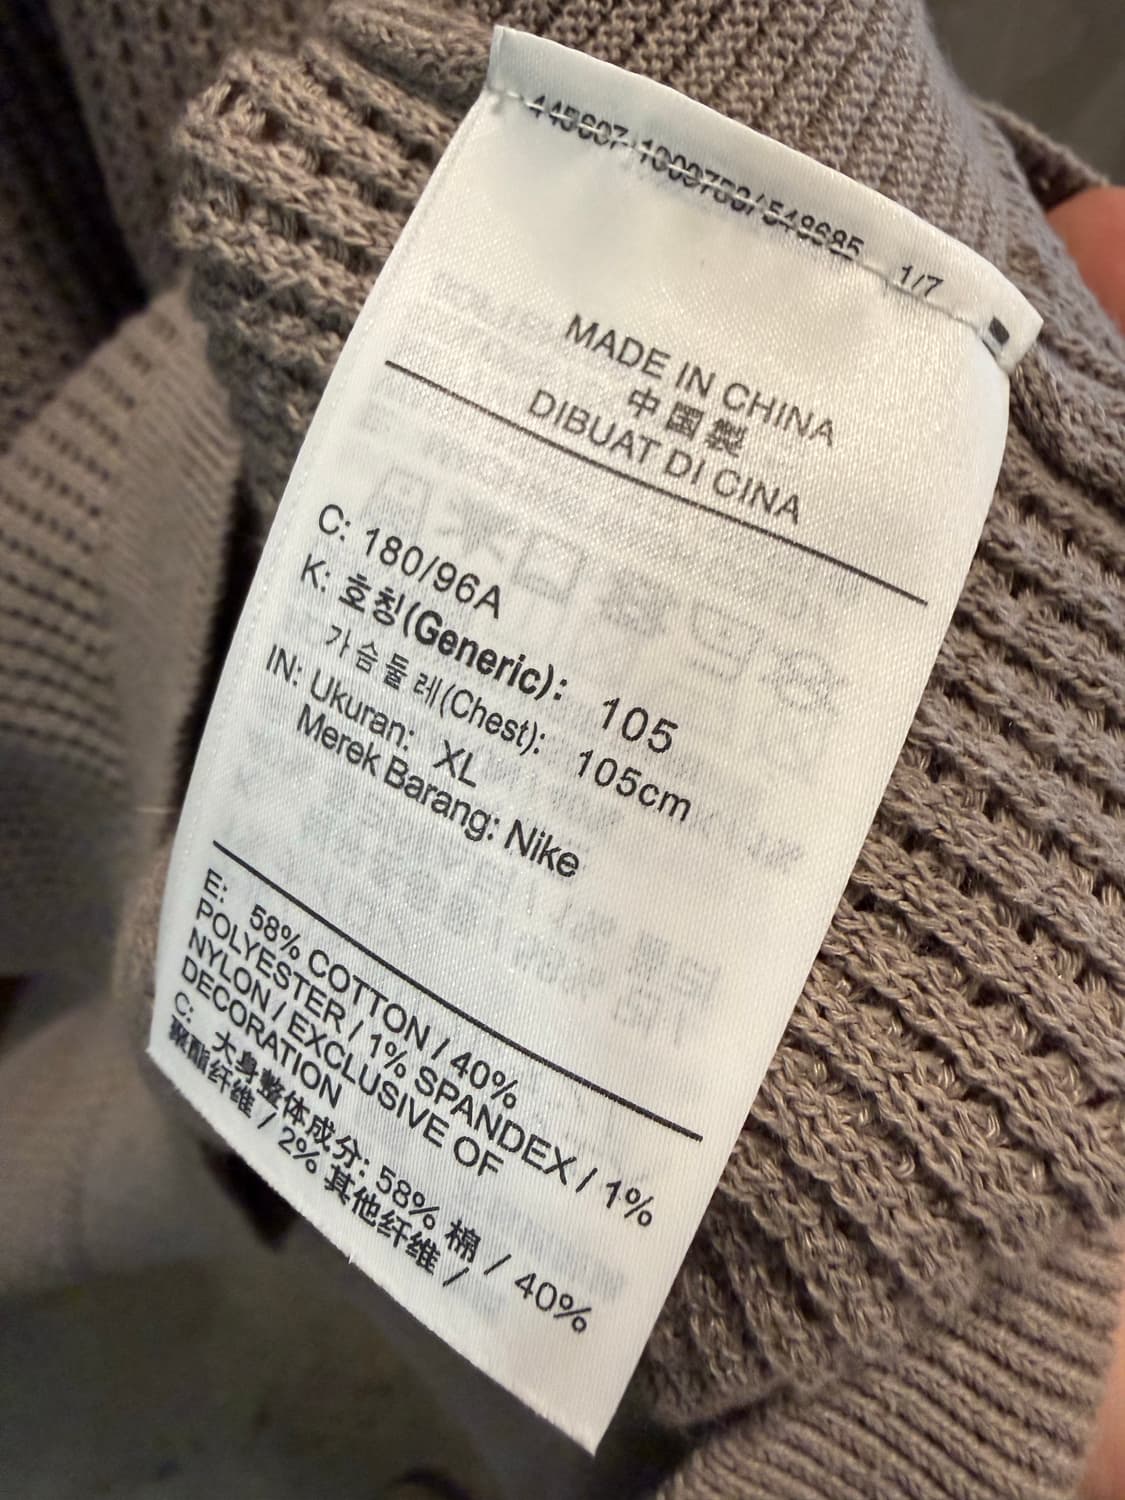 1/7
MADE IN CHINA
中国製
DIBUAT DI CINA
C: 180/96A
K: 호칭(Generic): 105
가슴둘레(Chest): 105cm
IN: Ukuran: XL
Merek Barang: Nike
E: 58% COTTON / 40%
POLYESTER / 1% SPANDEX / 1%
NYLON / EXCLUSIVE OF
DECORATION
C: 大身整体成分: 58% 棉 / 40%
聚酯纤维 / 2% 其他纤维 /